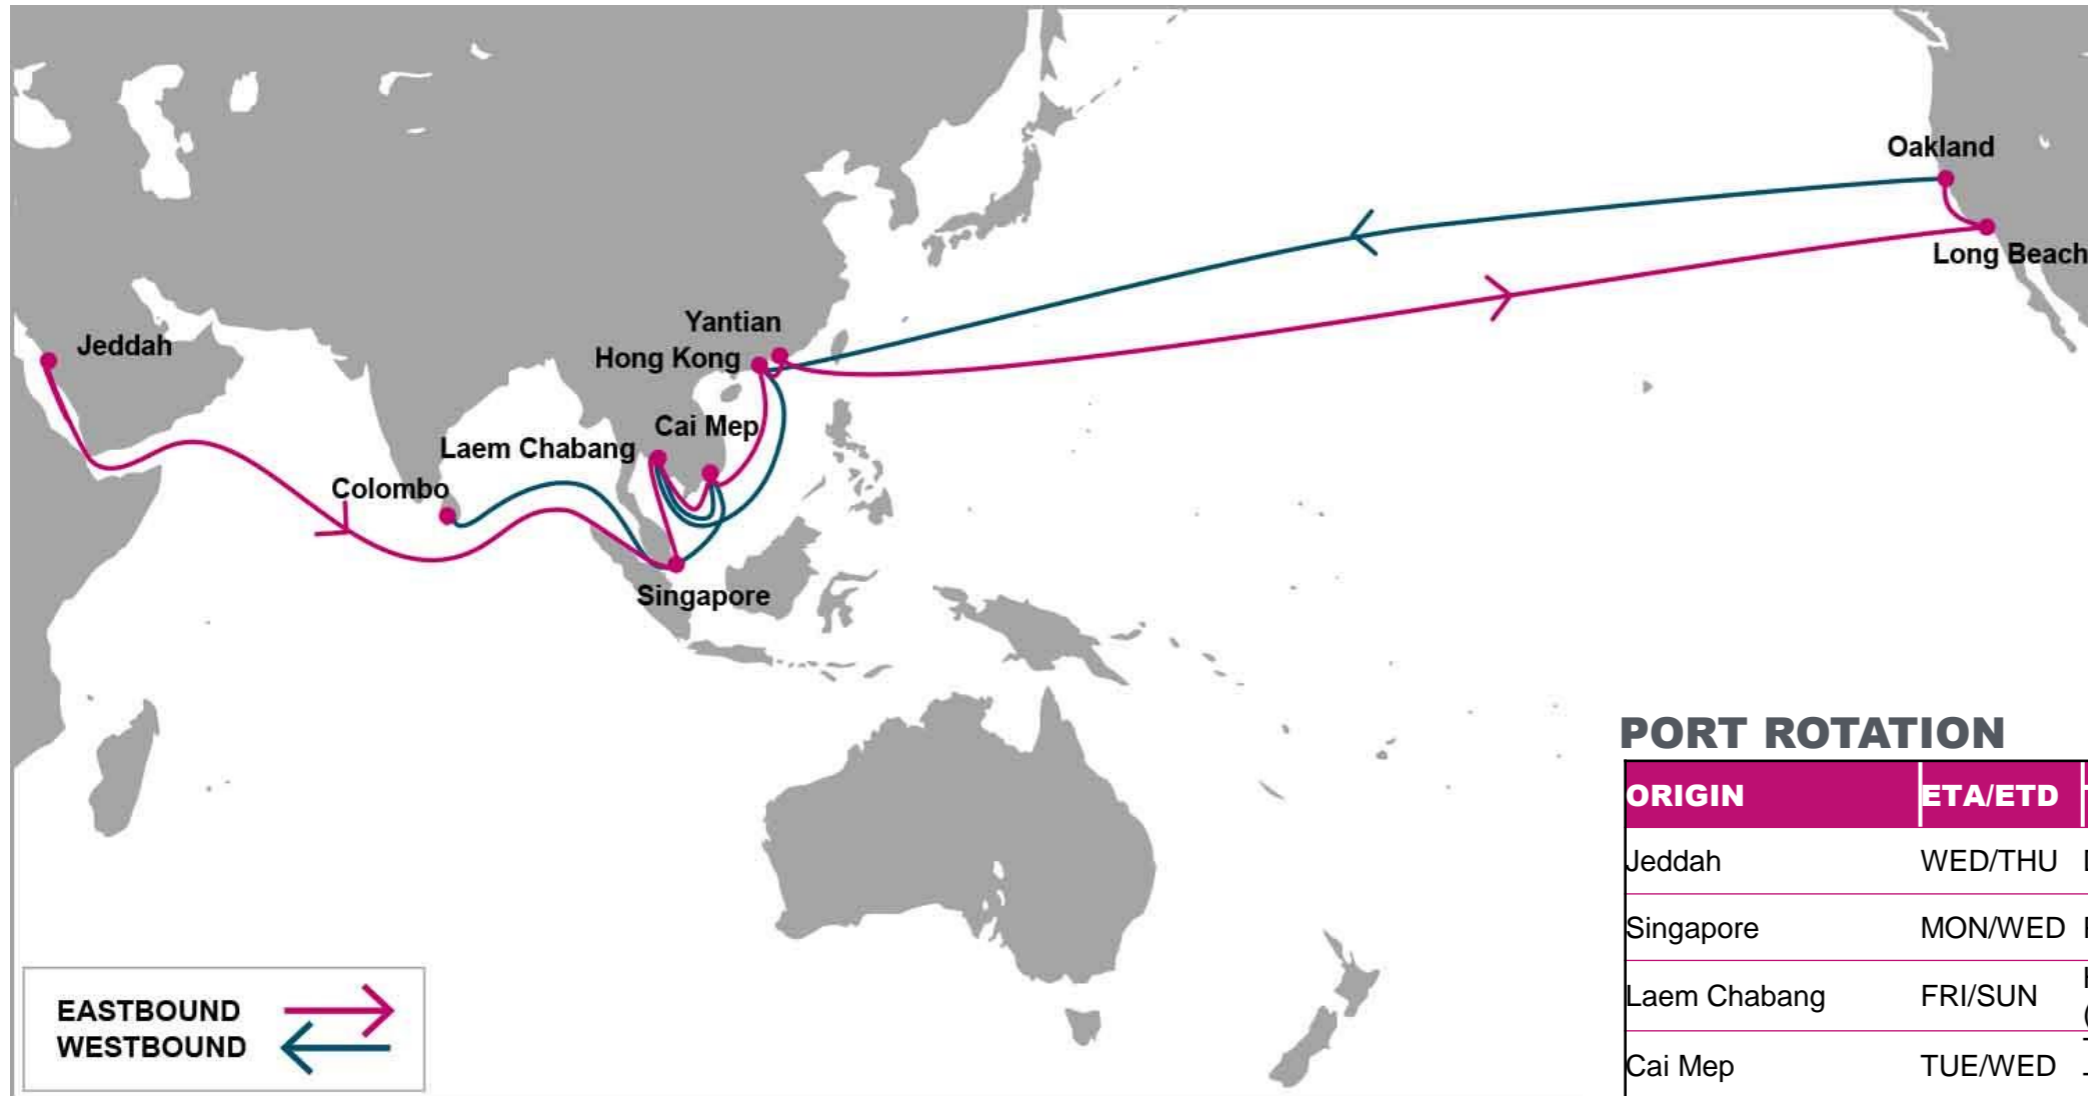 Oakland
Long Beach
Yantian
Jeddah
Hong Kong
Cai Mep
Laem Chabang
Colombo
Singapore
PORT ROTATION
ORIGIN ETA/ETD
Jeddah WED/THU
Singapore MON/WED
Laem Chabang FRI/SUN
Cai Mep TUE/WED
EASTBOUND
WESTBOUND